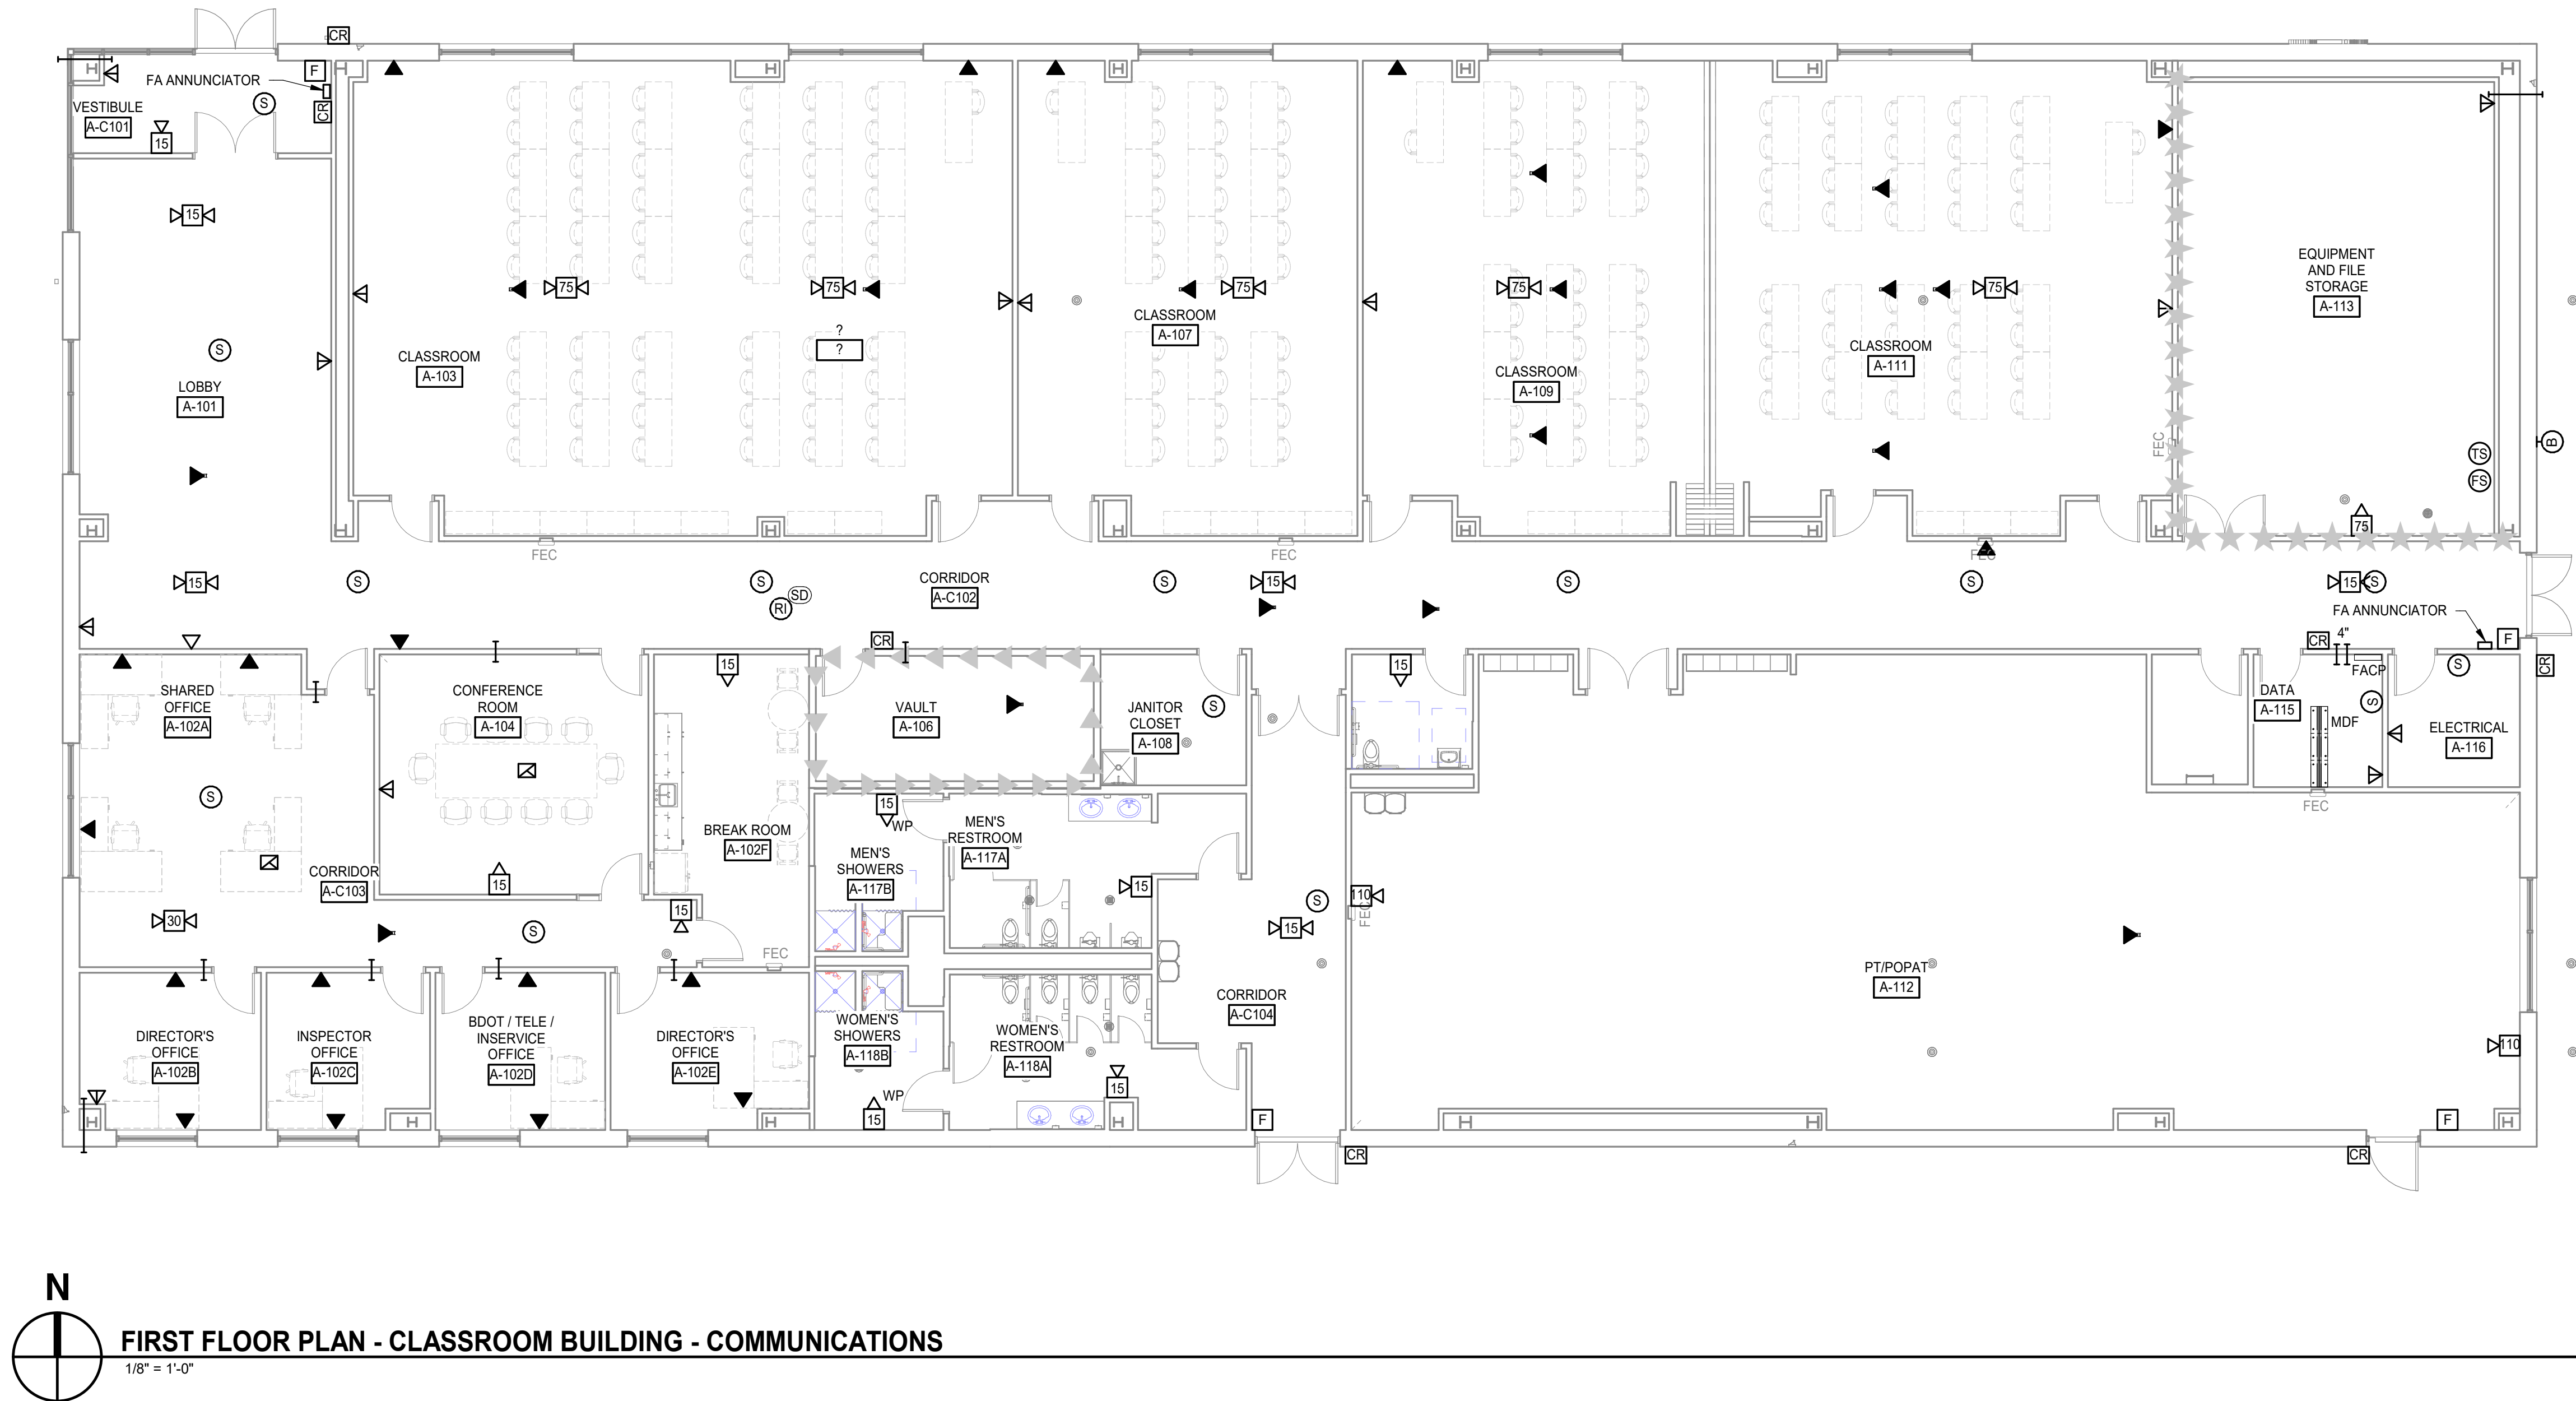 CR
F
FA ANNUNCIATOR
S
CR
VESTIBULE
A-C101
15
15
EQUIPMENT
AND FILE
STORAGE
A-113
75
75
75
75
75
CLASSROOM
A-107
?
?
S
CLASSROOM
A-103
CLASSROOM
A-111
CLASSROOM
A-109
LOBBY
A-101
FEC
B
TS
FS
75
FEC
FEC
FEC
15
S
S
RI
SD
CORRIDOR
A-C102
S
15
S
S
15
S
FA ANNUNCIATOR
F
CR
4"
CR
CR
15
15
S
FACP
SHARED
OFFICE
A-102A
CONFERENCE
ROOM
A-104
VAULT
A-106
JANITOR
CLOSET
A-108
S
DATA
A-115
S
MDF
ELECTRICAL
A-116
S
FEC
15
WP
BREAK ROOM
A-102F
MEN'S
RESTROOM
A-117A
MEN'S
SHOWERS
A-117B
CORRIDOR
A-C103
15
15
15
110
FEC
S
30
S
15
FEC
PT/POPAT
A-112
CORRIDOR
A-C104
DIRECTOR'S
OFFICE
A-102B
INSPECTOR
OFFICE
A-102C
BDOT / TELE /
INSERVICE
OFFICE
A-102D
DIRECTOR'S
OFFICE
A-102E
WOMEN'S
SHOWERS
A-118B
WOMEN'S
RESTROOM
A-118A
110
WP
15
15
F
F
CR
CR
N
FIRST FLOOR PLAN - CLASSROOM BUILDING - COMMUNICATIONS
1/8" = 1'-0"